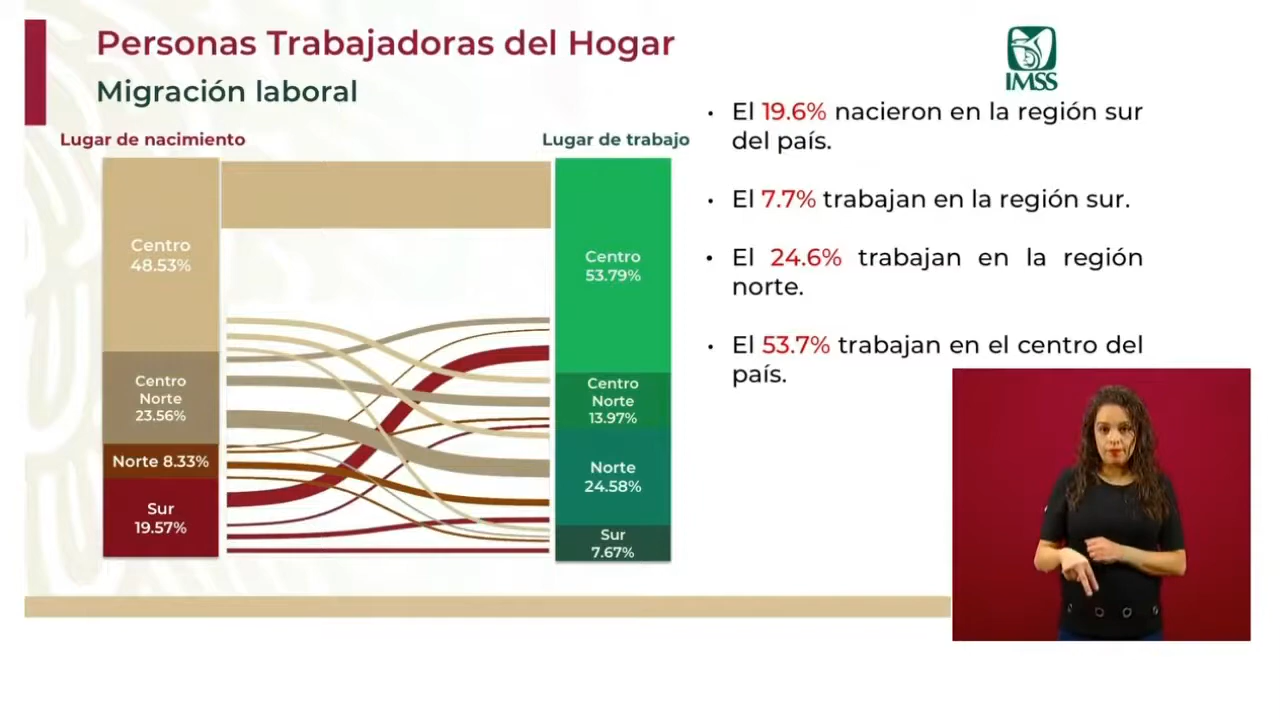 Personas Trabajadoras del Hogar
Migración laboral
Lugar de nacimiento
Lugar de trabajo
Centro
48.53%
Centro
Norte
23.56%
Norte 8.33%
Sur
19.57%
Centro
53.79%
Centro
Norte
13.97%
Norte
24.58%
Sur
7.67%
IMSS
• El 19.6% nacieron en la región sur
del país.
• El 7.7% trabajan en la región sur.
• El 24.6% trabajan en la región
norte.
• El 53.7% trabajan en el centro del
país.